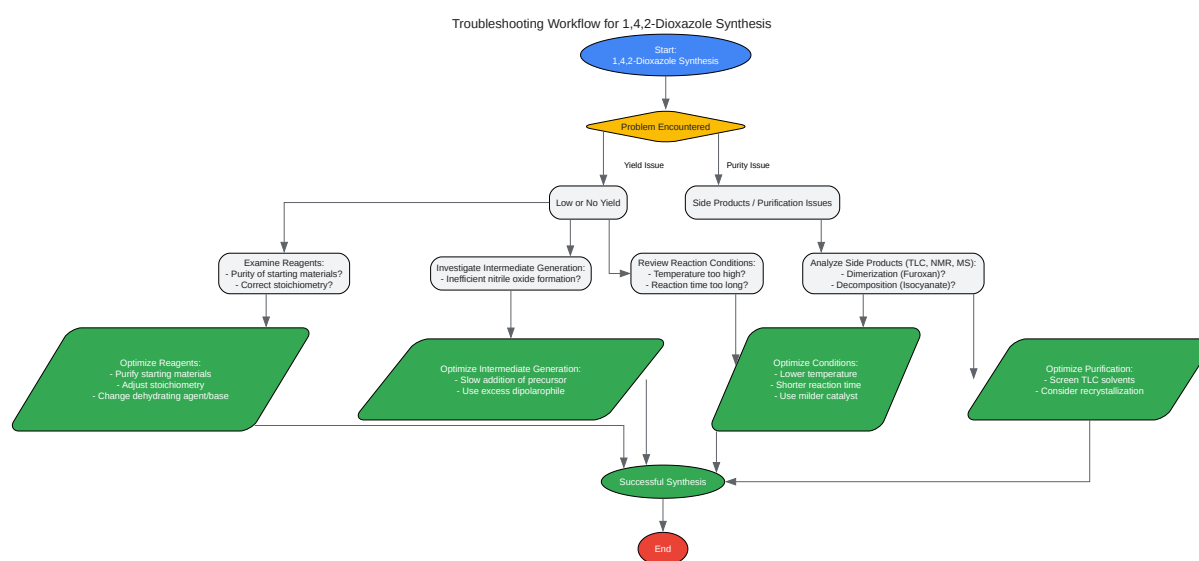 Troubleshooting Workflow for 1,4,2-Dioxazole Synthesis
Start:
1,4,2-Dioxazole Synthesis
Problem Encountered
Yield Issue
Purity Issue
Low or No Yield
Side Products / Purification Issues
Examine Reagents:
- Purity of starting materials?
- Correct stoichiometry?
Investigate Intermediate Generation:
- Inefficient nitrile oxide formation?
Review Reaction Conditions:
- Temperature too high?
- Reaction time too long?
Analyze Side Products (TLC, NMR, MS):
- Dimerization (Furoxan)?
- Decomposition (Isocyanate)?
Optimize Reagents:
- Purify starting materials
- Adjust stoichiometry
- Change dehydrating agent/base
Optimize Intermediate Generation:
- Slow addition of precursor
- Use excess dipolarophile
Optimize Conditions:
- Lower temperature
- Shorter reaction time
- Use milder catalyst
Optimize Purification:
- Screen TLC solvents
- Consider recrystallization
Successful Synthesis
End